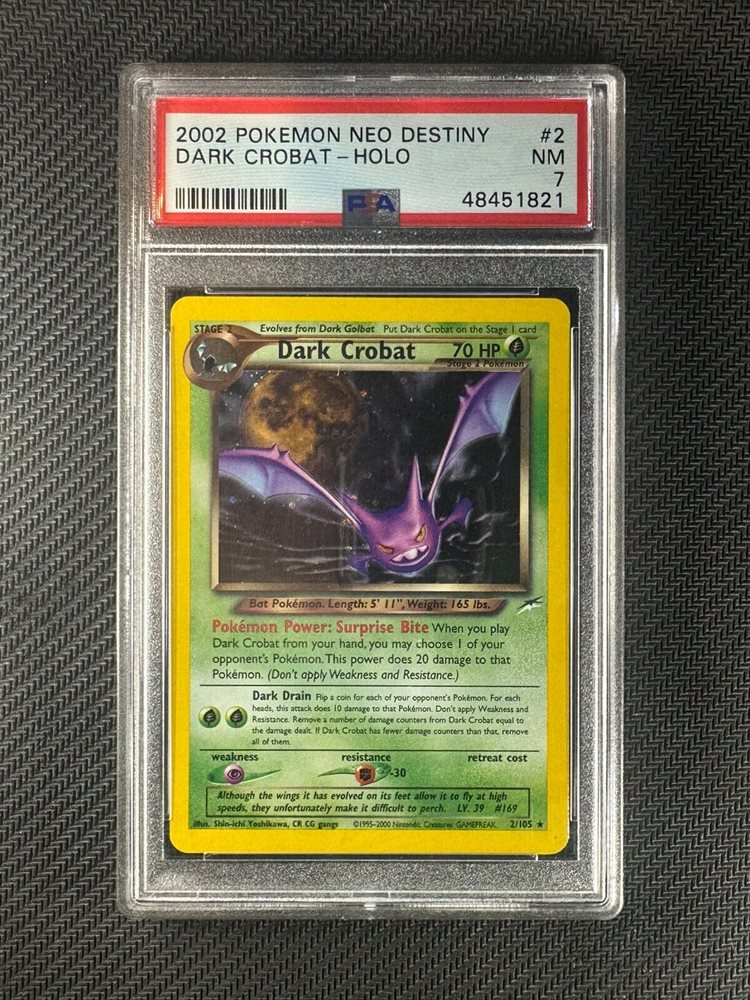 2002 POKEMON NEO DESTINY #2
DARK CROBAT - HOLO NM
7
PSA 48451821
STAGE 2 Evolves from Dark Golbat Put Dark Crobat on the Stage 1 card
Dark Crobat 70 HP
Stage 2 Pokémon
Bat Pokémon. Length: 5' 11", Weight: 165 lbs.
Pokémon Power: Surprise Bite When you play
Dark Crobat from your hand, you may choose 1 of your
opponent's Pokémon. This power does 20 damage to that
Pokémon. (Don't apply Weakness and Resistance.)
Dark Drain Flip a coin for each of your opponent's Pokémon. For each
heads, this attack does 10 damage to that Pokémon. Don't apply Weakness and
Resistance. Remove a number of damage counters from Dark Crobat equal to
the damage dealt. If Dark Crobat has fewer damage counters than that, remove
all of them.
weakness resistance retreat cost
-30
Although the wings it has evolved on its feet allow it to fly at high
speeds, they unfortunately make it difficult to perch. LV. 39 #169
Illus. Shin-ichi Yoshikawa, CR CG gangs ©1995-2000 Nintendo, Creatures, GAMEFREAK. 2/105 ★